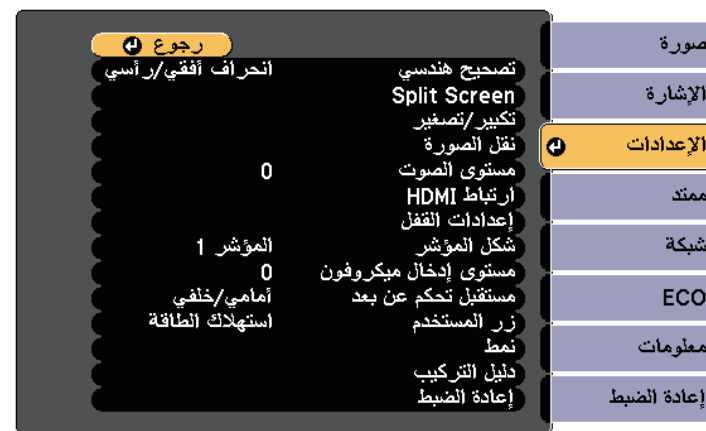 صورة
الإشارة
الإعدادات
ممتد
شبكة
ECO
معلومات
إعادة الضبط
رجوع
تصحيح هندسي انحراف أفقي/رأسي
Split Screen
تكبير/تصغير
نقل الصورة
مستوى الصوت 0
ارتباط HDMI
إعدادات القفل
شكل المؤشر المؤشر 1
مستوى إدخال ميكروفون 0
مستقبل تحكم عن بعد أمامي/خلفي
زر المستخدم استهلاك الطاقة
نمط
دليل التركيب
إعادة الضبط